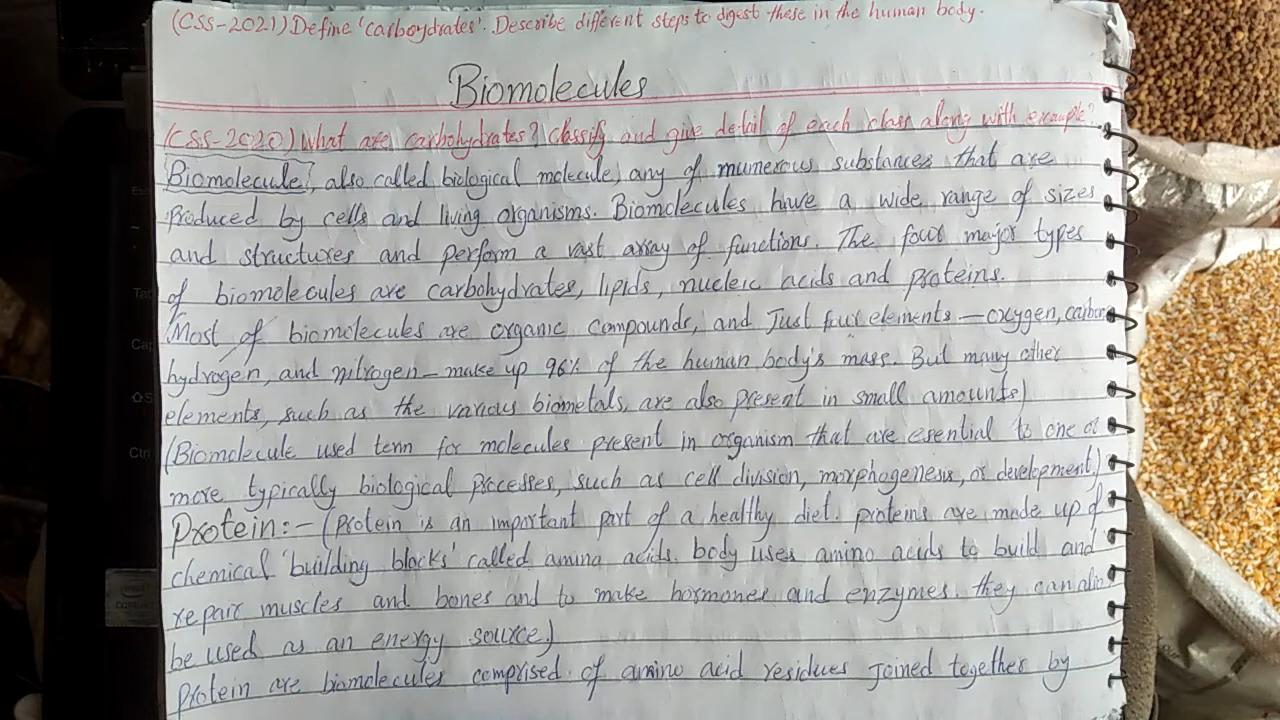 (CSS-2021) Define 'carboydrates'. Describe different steps to digest these in the human body.
Biomolecules
(CSS-2020) What are carbohydrates? classify and give detail of each class along with example?
Biomolecule, also called biological molecule, any of numerous substances that are
produced by cells and living organisms. Biomolecules have a wide range of sizes
and structures and perform a vast array of functions. The four major types
of biomolecules are carbohydrates, lipids, nucleic acids and proteins.
Most of biomolecules are organic compounds, and Just four elements — oxygen, carbon
hydrogen, and nitrogen — make up 96% of the human body's mass. But many other
elements, such as the various biometals, are also present in small amounts)
(Biomolecule used term for molecules present in organism that are esential to one or
more typically biological processes, such as cell division, morphogenesis, or development)
Protein:- (Protein is an important part of a healthy diet. proteins are made up of
chemical 'building blocks' called amino acids. body uses amino acids to build and
repair muscles and bones and to make hormones and enzymes. they can also
be used as an energy source)
Protein are biomolecules comprised of amino acid residues Joined together by
Tab
Ctrl